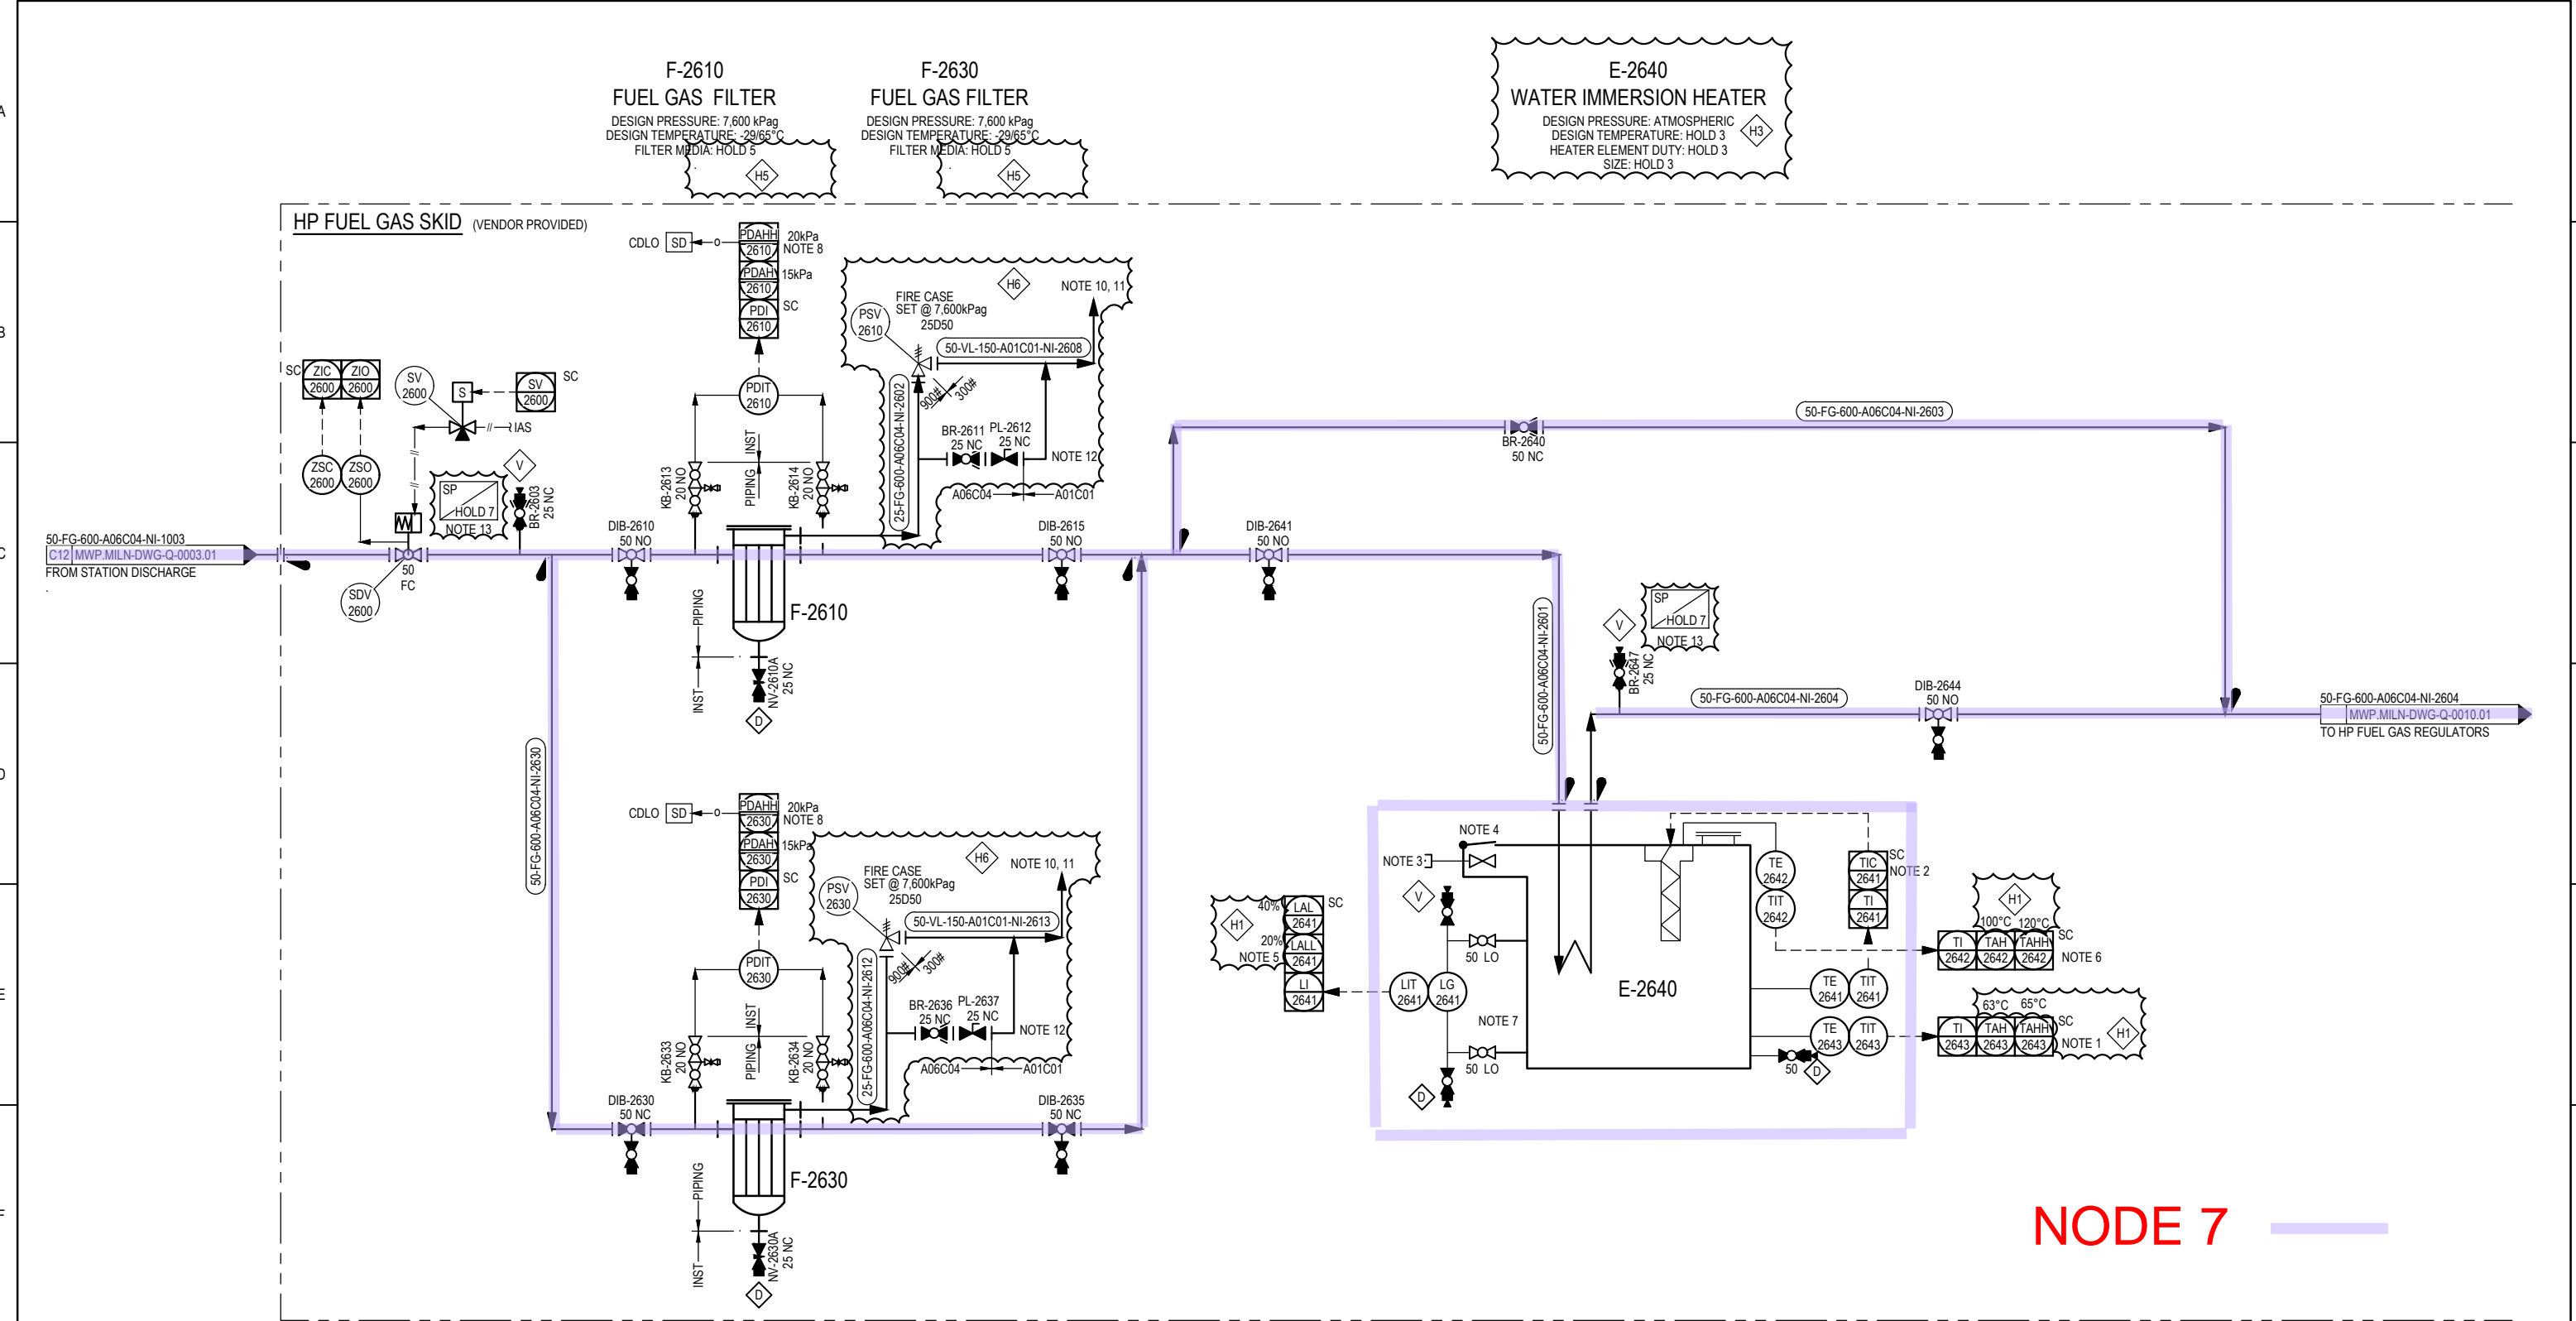 F-2610
FUEL GAS FILTER
DESIGN PRESSURE: 7,600 kPag
DESIGN TEMPERATURE: -29/65°C
FILTER MEDIA: HOLD 5
H5
F-2630
FUEL GAS FILTER
DESIGN PRESSURE: 7,600 kPag
DESIGN TEMPERATURE: -29/65°C
FILTER MEDIA: HOLD 5
H5
E-2640
WATER IMMERSION HEATER
DESIGN PRESSURE: ATMOSPHERIC
DESIGN TEMPERATURE: HOLD 3
HEATER ELEMENT DUTY: HOLD 3
SIZE: HOLD 3
H3
A
B
C
D
E
F
HP FUEL GAS SKID (VENDOR PROVIDED)
CDLO SD
PDAHH
2610
20kPa
NOTE 8
PDAH
2610
15kPa
PDI
2610
SC
PDIT
2610
H6
FIRE CASE
SET @ 7,600kPag
25D50
PSV
2610
NOTE 10, 11
50-VL-150-A01C01-NI-2608
900#
300#
25-FG-600-A06C04-NI-2602
BR-2611
25 NC
PL-2612
25 NC
NOTE 12
A06C04
A01C01
SC
ZIC
2600
ZIO
2600
SV
2600
S
SV
2600
SC
IAS
ZSC
2600
ZSO
2600
SP
HOLD 7
NOTE 13
V
BR-2603
25 NC
KB-2613
20 NO
PIPING
INST
KB-2614
20 NO
50-FG-600-A06C04-NI-1003
C12 MWP.MILN-DWG-Q-0003.01
FROM STATION DISCHARGE
50
FC
SDV
2600
DIB-2610
50 NO
DIB-2615
50 NO
DIB-2641
50 NO
F-2610
PIPING
INST
NV-2610A
25 NC
D
BR-2640
50 NC
50-FG-600-A06C04-NI-2603
50-FG-600-A06C04-NI-2601
V
SP
HOLD 7
NOTE 13
BR-2647
25 NC
50-FG-600-A06C04-NI-2604
DIB-2644
50 NO
50-FG-600-A06C04-NI-2604
MWP.MILN-DWG-Q-0010.01
TO HP FUEL GAS REGULATORS
50-FG-600-A06C04-NI-2630
CDLO SD
PDAHH
2630
20kPa
NOTE 8
PDAH
2630
15kPa
PDI
2630
SC
PDIT
2630
H6
FIRE CASE
SET @ 7,600kPag
25D50
PSV
2630
NOTE 10, 11
50-VL-150-A01C01-NI-2613
900#
300#
25-FG-600-A06C04-NI-2612
BR-2636
25 NC
PL-2637
25 NC
NOTE 12
A06C04
A01C01
KB-2633
20 NO
PIPING
INST
KB-2634
20 NO
DIB-2630
50 NC
DIB-2635
50 NC
F-2630
PIPING
INST
NV-2630A
25 NC
D
NOTE 4
NOTE 3
V
H1
40%
LAL
2641
SC
20%
LALL
2641
NOTE 5
LI
2641
LIT
2641
LG
2641
50 LO
NOTE 7
50 LO
D
E-2640
TE
2642
TIT
2642
TIC
2641
SC
NOTE 2
TI
2641
H1
100°C
120°C
TI
2642
TAH
2642
TAHH
2642
SC
NOTE 6
TE
2641
TIT
2641
63°C
65°C
TE
2643
TIT
2643
TI
2643
TAH
2643
TAHH
2643
SC
NOTE 1
H1
50
D
NODE 7